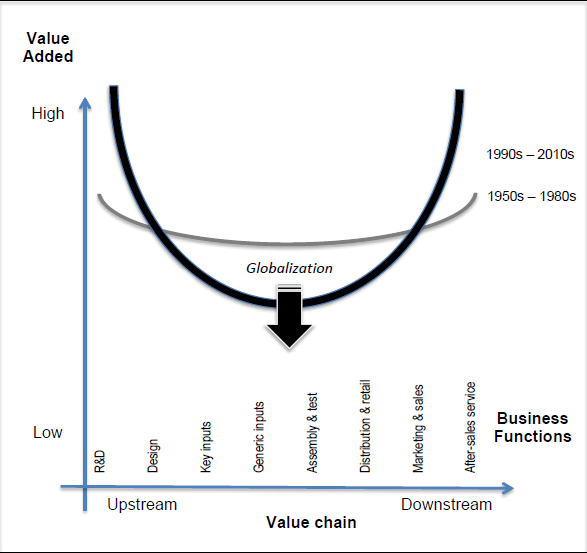 Value
Added
High
1990s – 2010s
1950s – 1980s
Globalization
Low
R&D
Design
Key inputs
Generic inputs
Assembly & test
Distribution & retail
Marketing & sales
After-sales service
Business
Functions
Upstream
Downstream
Value chain